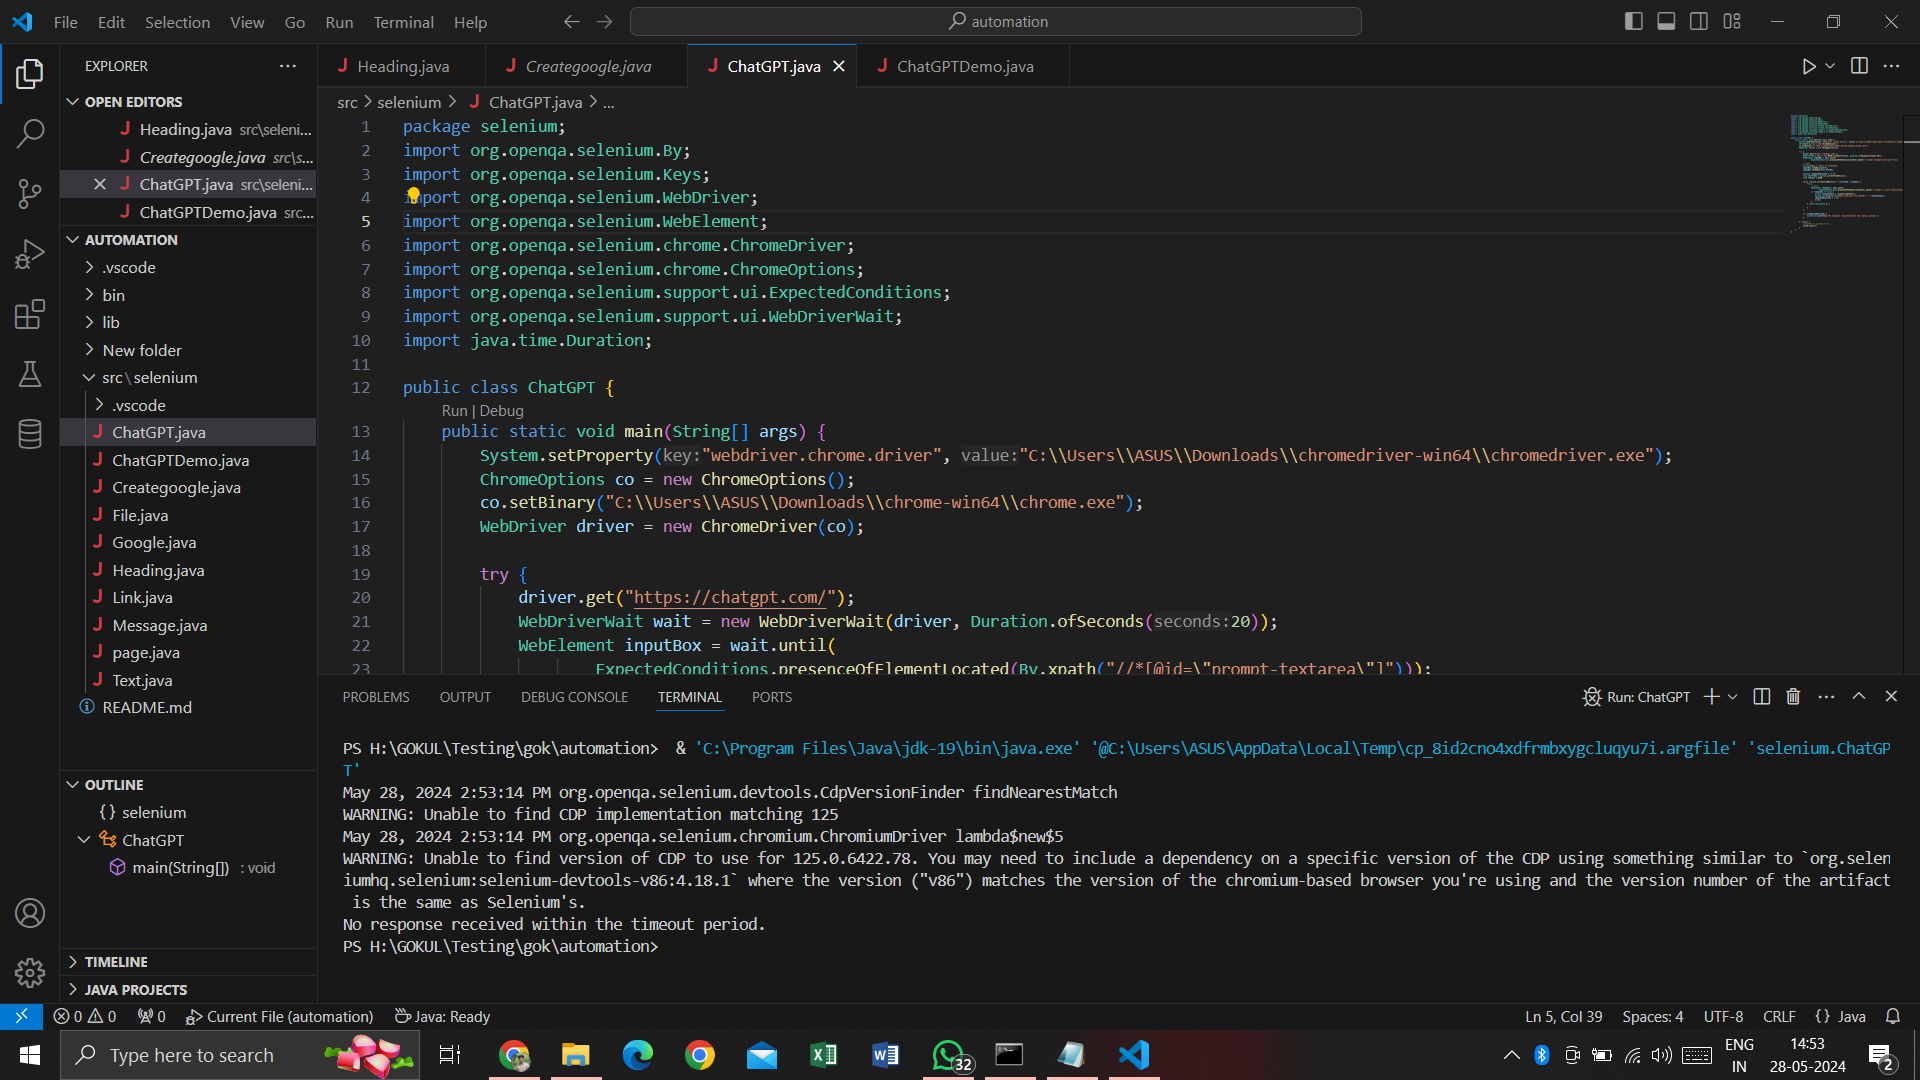 File Edit Selection View Go Run Terminal Help
automation
EXPLORER
OPEN EDITORS
Heading.java src\seleni...
Creategoogle.java src\s...
ChatGPT.java src\seleni...
ChatGPTDemo.java src...
AUTOMATION
.vscode
bin
lib
New folder
src\selenium
.vscode
ChatGPT.java
ChatGPTDemo.java
Creategoogle.java
File.java
Google.java
Heading.java
Link.java
Message.java
page.java
Text.java
README.md
OUTLINE
{} selenium
ChatGPT
main(String[]) : void
TIMELINE
JAVA PROJECTS
Heading.java Creategoogle.java ChatGPT.java ChatGPTDemo.java
src > selenium > ChatGPT.java > ...
1 package selenium;
2 import org.openqa.selenium.By;
3 import org.openqa.selenium.Keys;
4 import org.openqa.selenium.WebDriver;
5 import org.openqa.selenium.WebElement;
6 import org.openqa.selenium.chrome.ChromeDriver;
7 import org.openqa.selenium.chrome.ChromeOptions;
8 import org.openqa.selenium.support.ui.ExpectedConditions;
9 import org.openqa.selenium.support.ui.WebDriverWait;
10 import java.time.Duration;
11
12 public class ChatGPT {
Run | Debug
13 public static void main(String[] args) {
14 System.setProperty(key:"webdriver.chrome.driver", value:"C:\\Users\\ASUS\\Downloads\\chromedriver-win64\\chromedriver.exe");
15 ChromeOptions co = new ChromeOptions();
16 co.setBinary("C:\\Users\\ASUS\\Downloads\\chrome-win64\\chrome.exe");
17 WebDriver driver = new ChromeDriver(co);
18
19 try {
20 driver.get("https://chatgpt.com/");
21 WebDriverWait wait = new WebDriverWait(driver, Duration.ofSeconds(seconds:20));
22 WebElement inputBox = wait.until(
23 ExpectedConditions.presenceOfElementLocated(By.xpath("//*[@id=\"prompt-textarea\"]")));
PROBLEMS OUTPUT DEBUG CONSOLE TERMINAL PORTS
Run: ChatGPT
PS H:\GOKUL\Testing\gok\automation> & 'C:\Program Files\Java\jdk-19\bin\java.exe' '@C:\Users\ASUS\AppData\Local\Temp\cp_8id2cno4xdfrmbxygcluqyu7i.argfile' 'selenium.ChatGP
T'
May 28, 2024 2:53:14 PM org.openqa.selenium.devtools.CdpVersionFinder findNearestMatch
WARNING: Unable to find CDP implementation matching 125
May 28, 2024 2:53:14 PM org.openqa.selenium.chromium.ChromiumDriver lambda$new$5
WARNING: Unable to find version of CDP to use for 125.0.6422.78. You may need to include a dependency on a specific version of the CDP using something similar to `org.selen
iumhq.selenium:selenium-devtools-v86:4.18.1` where the version ("v86") matches the version of the chromium-based browser you're using and the version number of the artifact
is the same as Selenium's.
No response received within the timeout period.
PS H:\GOKUL\Testing\gok\automation>
0 0 0 Current File (automation) Java: Ready
Ln 5, Col 39 Spaces: 4 UTF-8 CRLF {} Java
Type here to search
32
ENG
IN
14:53
28-05-2024
2